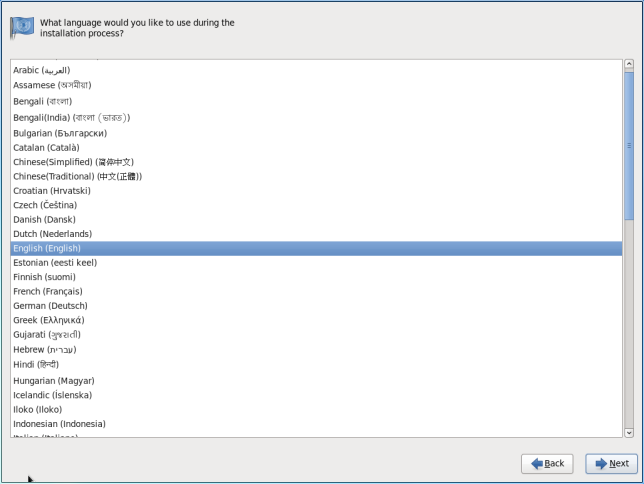 What language would you like to use during the
installation process?
Arabic (العربية)
Assamese (অসমীয়া)
Bengali (বাংলা)
Bengali(India) (বাংলা (ভারত))
Bulgarian (Български)
Catalan (Català)
Chinese(Simplified) (简体中文)
Chinese(Traditional) (中文(正體))
Croatian (Hrvatski)
Czech (Čeština)
Danish (Dansk)
Dutch (Nederlands)
English (English)
Estonian (eesti keel)
Finnish (suomi)
French (Français)
German (Deutsch)
Greek (Ελληνικά)
Gujarati (ગુજરાતી)
Hebrew (עברית)
Hindi (हिन्दी)
Hungarian (Magyar)
Icelandic (Íslenska)
Iloko (Iloko)
Indonesian (Indonesia)
Italian (Italiano)
Back
Next